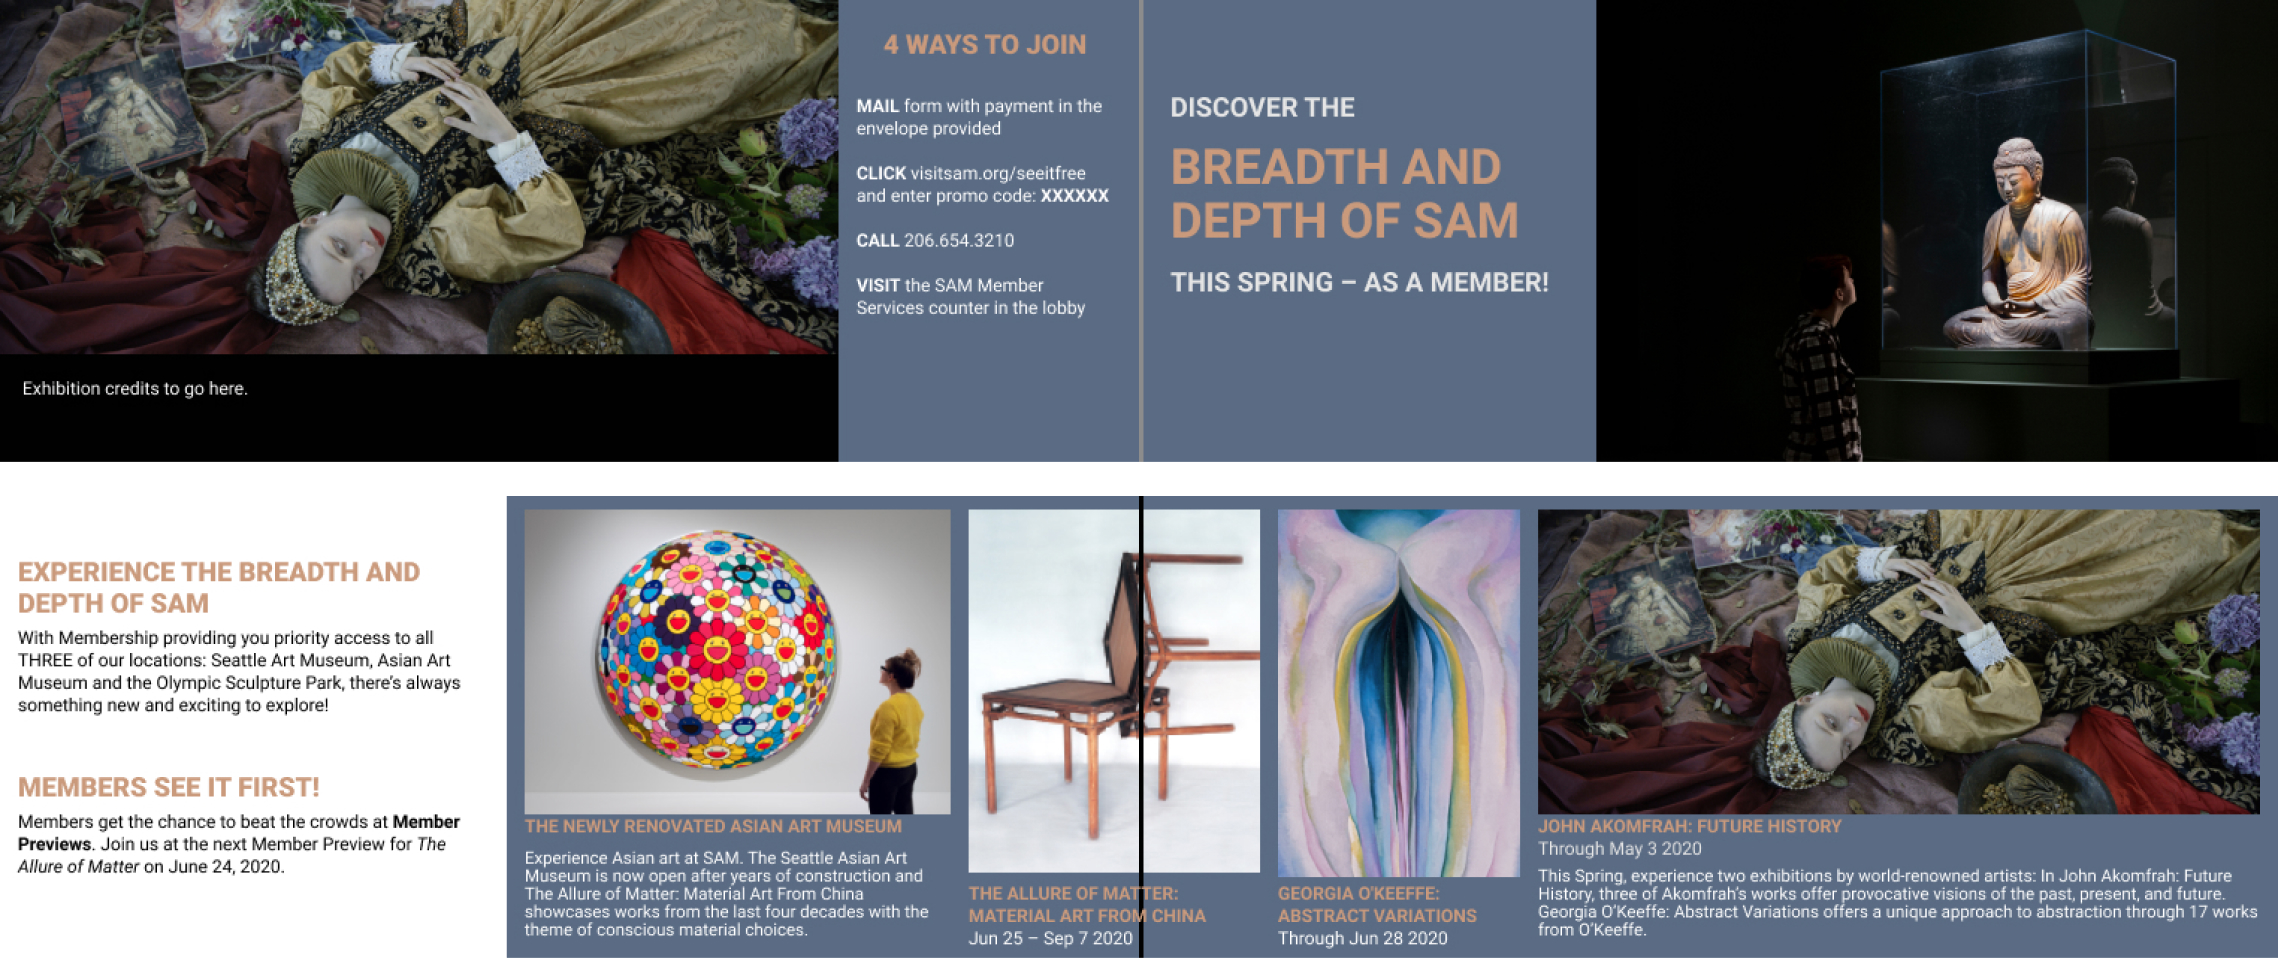 4 WAYS TO JOIN
MAIL form with payment in the
envelope provided
CLICK visitsam.org/seeitfree
and enter promo code: XXXXXX
CALL 206.654.3210
VISIT the SAM Member
Services counter in the lobby
Exhibition credits to go here.
DISCOVER THE
BREADTH AND
DEPTH OF SAM
THIS SPRING – AS A MEMBER!
EXPERIENCE THE BREADTH AND
DEPTH OF SAM
With Membership providing you priority access to all
THREE of our locations: Seattle Art Museum, Asian Art
Museum and the Olympic Sculpture Park, there's always
something new and exciting to explore!
MEMBERS SEE IT FIRST!
Members get the chance to beat the crowds at Member
Previews. Join us at the next Member Preview for The
Allure of Matter on June 24, 2020.
THE NEWLY RENOVATED ASIAN ART MUSEUM
Experience Asian art at SAM. The Seattle Asian Art
Museum is now open after years of construction and
The Allure of Matter: Material Art From China
showcases works from the last four decades with the
theme of conscious material choices.
THE ALLURE OF MATTER:
MATERIAL ART FROM CHINA
Jun 25 – Sep 7 2020
GEORGIA O'KEEFFE:
ABSTRACT VARIATIONS
Through Jun 28 2020
JOHN AKOMFRAH: FUTURE HISTORY
Through May 3 2020
This Spring, experience two exhibitions by world-renowned artists: In John Akomfrah: Future
History, three of Akomfrah's works offer provocative visions of the past, present, and future.
Georgia O'Keeffe: Abstract Variations offers a unique approach to abstraction through 17 works
from O'Keeffe.